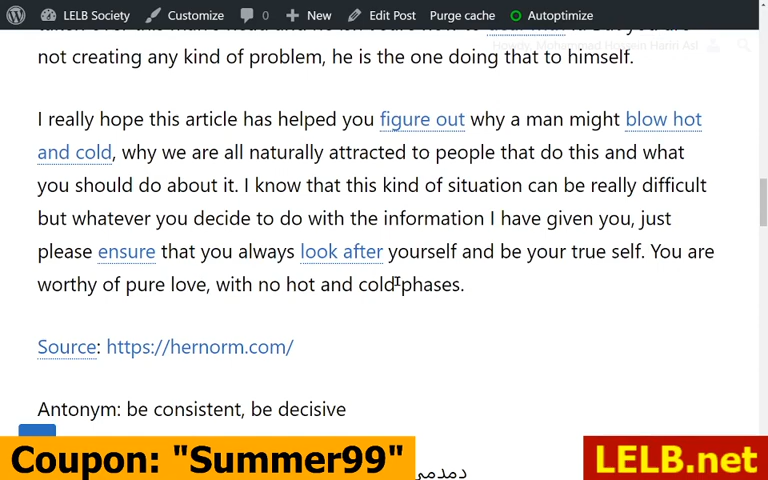 LELB Society Customize 0 New Edit Post Purge cache Autoptimize
Howdy, Mohammad Hossein Hariri Asl
not creating any kind of problem, he is the one doing that to himself.
I really hope this article has helped you figure out why a man might blow hot
and cold, why we are all naturally attracted to people that do this and what
you should do about it. I know that this kind of situation can be really difficult
but whatever you decide to do with the information I have given you, just
please ensure that you always look after yourself and be your true self. You are
worthy of pure love, with no hot and cold phases.
Source: https://hernorm.com/
Antonym: be consistent, be decisive
Coupon: "Summer99"
LELB.net